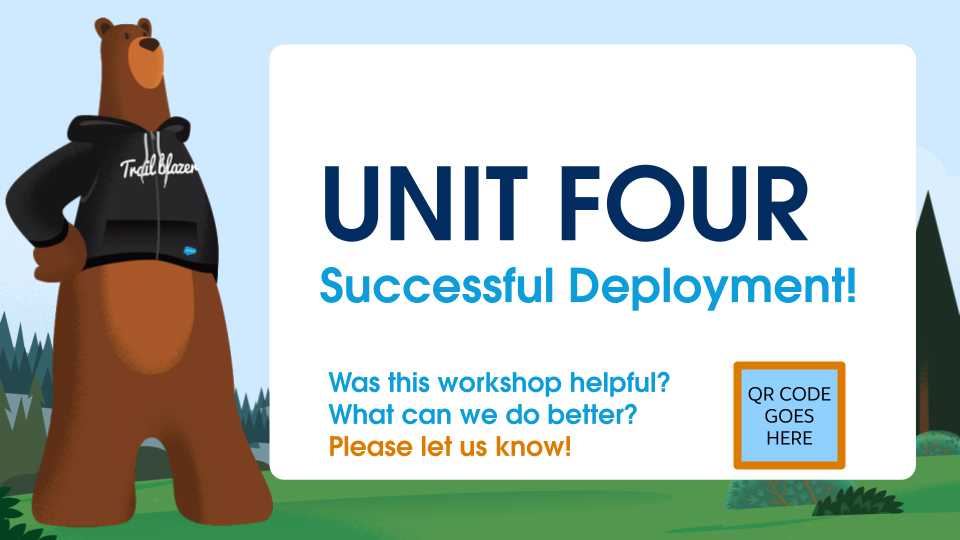 Trailblazer
UNIT FOUR
Successful Deployment!
Was this workshop helpful?
What can we do better?
Please let us know!
QR CODE
GOES
HERE